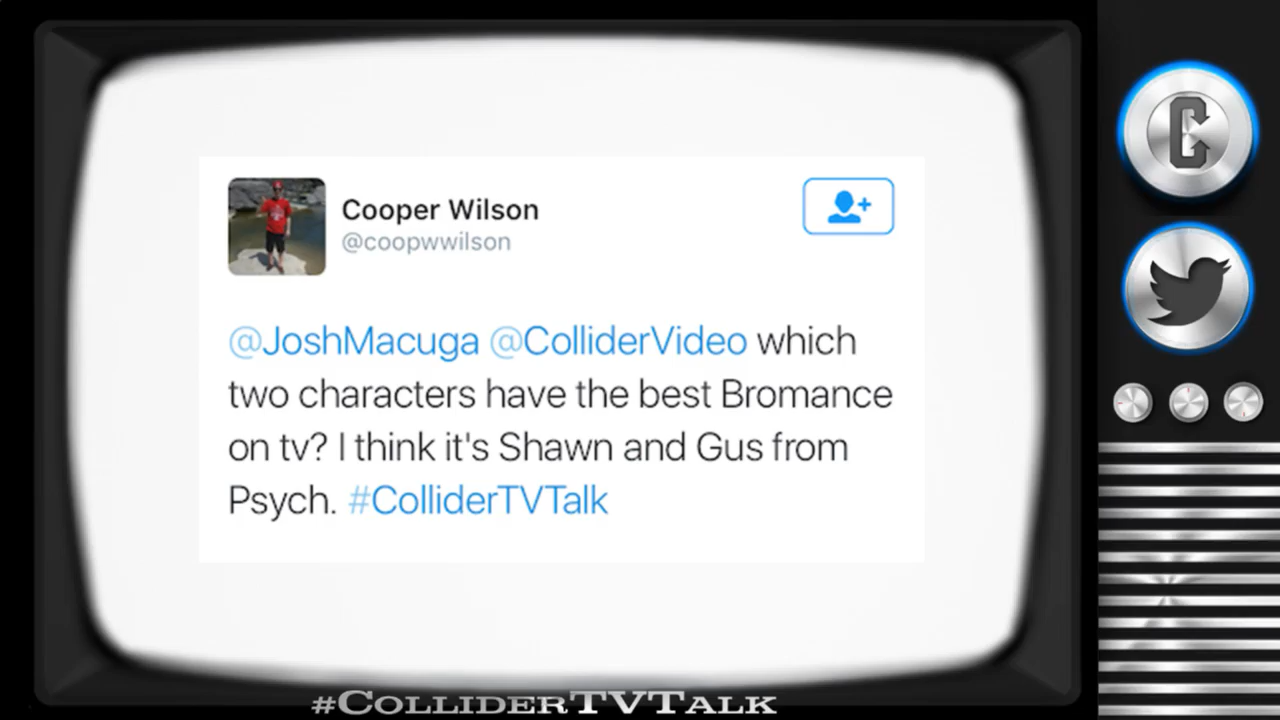 Cooper Wilson
@coopwwilson
@JoshMacuga @ColliderVideo which
two characters have the best Bromance
on tv? I think it's Shawn and Gus from
Psych. #ColliderTVTalk
#ColliderTVTalk